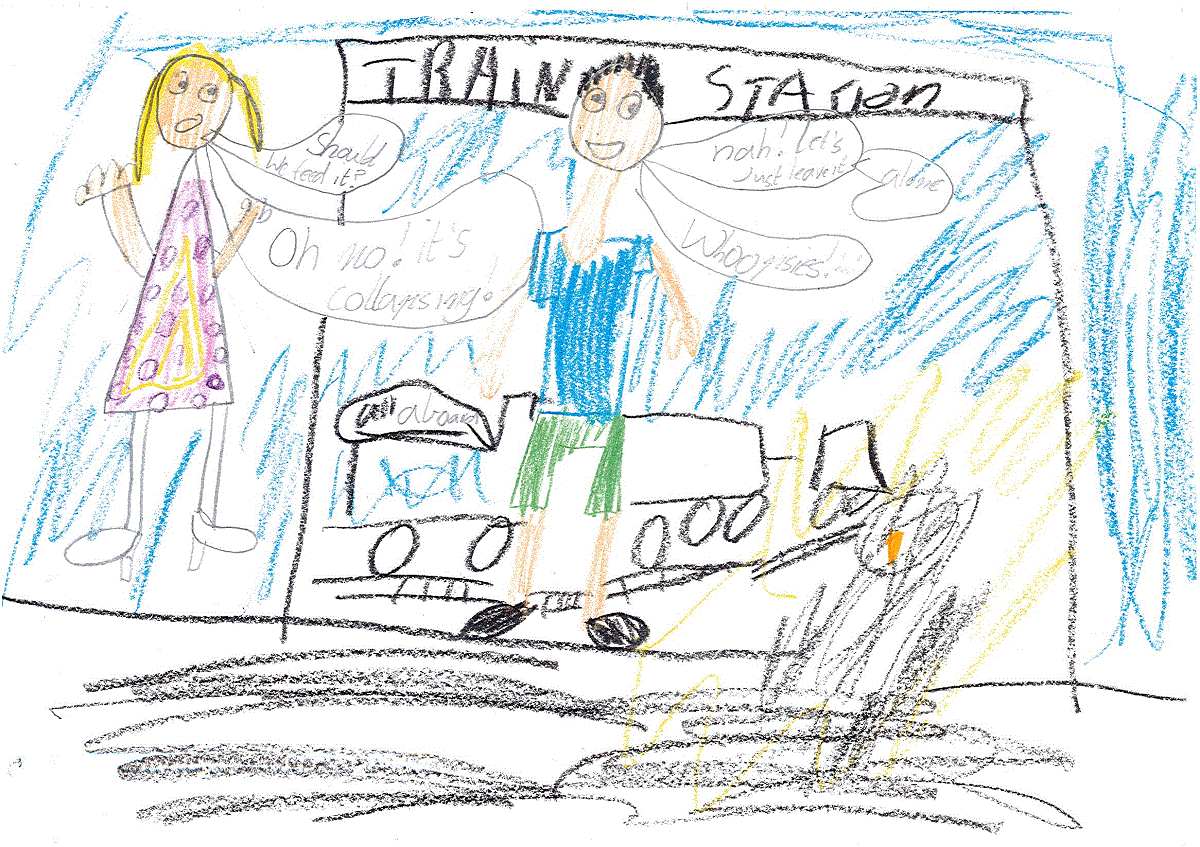 TRAIN STATION
Should
we feed it?
nah! Let's
Just leave it
alone
Oh no! it's
collapsing!
Whoopsies!
all aboard